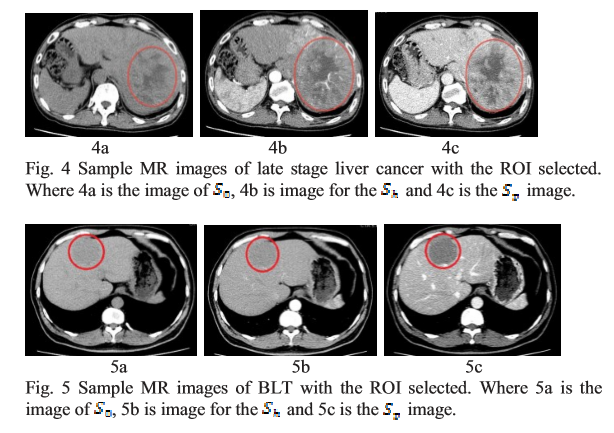 4a 4b 4c
Fig. 4 Sample MR images of late stage liver cancer with the ROI selected.
Where 4a is the image of S₀, 4b is image for the Sₕ and 4c is the Sₚ image.
5a 5b 5c
Fig. 5 Sample MR images of BLT with the ROI selected. Where 5a is the
image of S₀, 5b is image for the Sₕ and 5c is the Sₚ image.